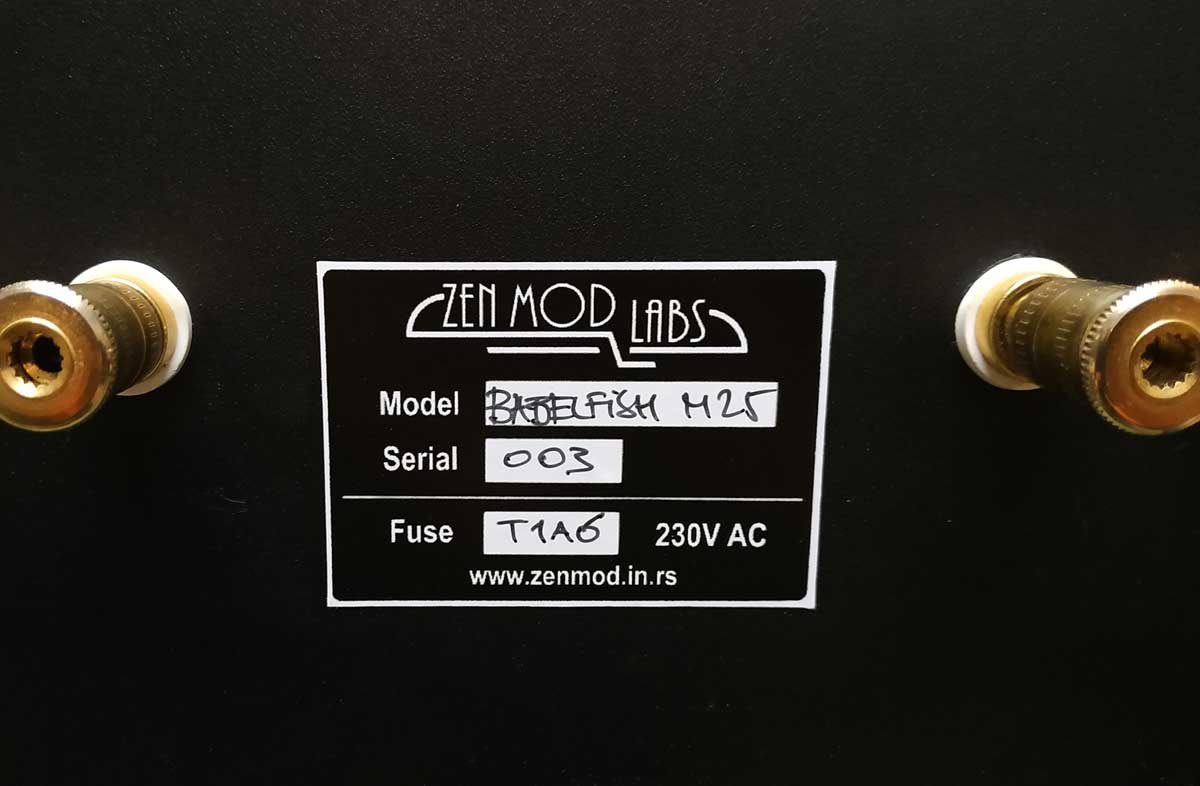 ZEN MOD LABS
Model BABELFiSH M25
Serial 003
Fuse T1A6 230V AC
www.zenmod.in.rs